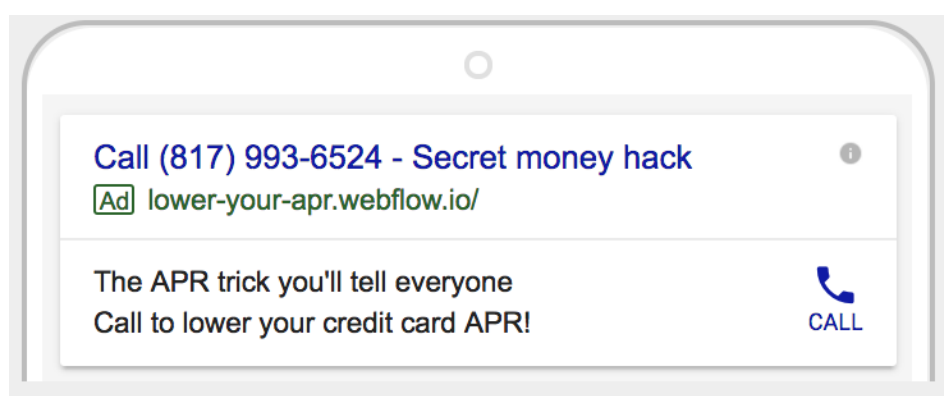 Call (817) 993-6524 - Secret money hack
Ad lower-your-apr.webflow.io/
The APR trick you'll tell everyone
Call to lower your credit card APR!
CALL